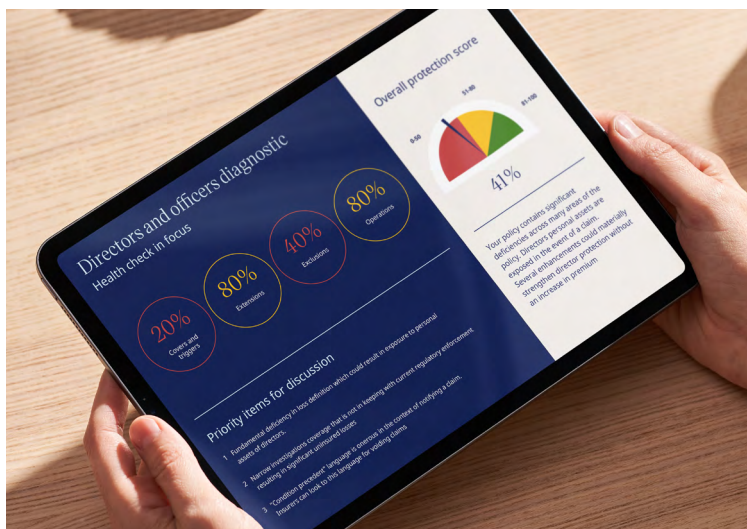 Directors and officers diagnostic
Health check in focus
20%
Covers and
triggers
80%
Extensions
40%
Exclusions
80%
Operations
Priority items for discussion
1 Fundamental deficiency in loss definition which could result in exposure to personal
assets of directors.
2 Narrow investigations coverage that is not in keeping with current regulatory enforcement.
resulting in significant uninsured losses
3 "Condition precedent" language is onerous in the context of notifying a claim.
Insurers can look to this language for voiding claims
Overall protection score
0-50
51-80
81-100
41%
Your policy contains significant
deficiencies across many areas of the
policy. Directors personal assets are
exposed in the event of a claim.
Several enhancements could materially
strengthen director protection without
an increase in premium